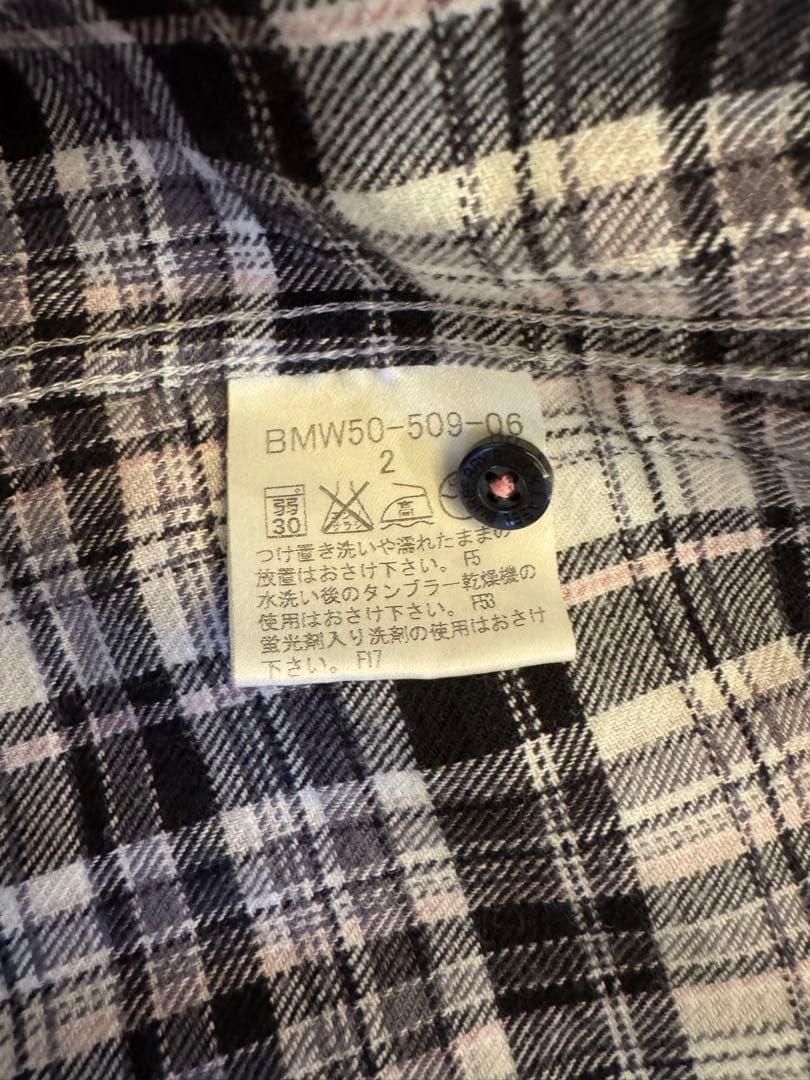 BMW50-509-06
2
弱
30
高
つけ置き洗いや濡れたままの
放置はおさけ下さい。 F5
水洗い後のタンブラー乾燥機の
使用はおさけ下さい。 F53
蛍光剤入り洗剤の使用はおさけ
下さい。 F17